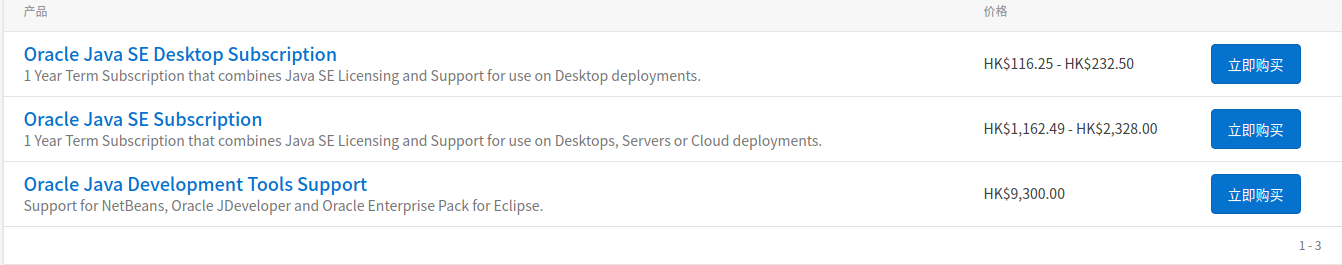 产品 价格
Oracle Java SE Desktop Subscription
1 Year Term Subscription that combines Java SE Licensing and Support for use on Desktop deployments.
HK$116.25 - HK$232.50
立即购买
Oracle Java SE Subscription
1 Year Term Subscription that combines Java SE Licensing and Support for use on Desktops, Servers or Cloud deployments.
HK$1,162.49 - HK$2,328.00
立即购买
Oracle Java Development Tools Support
Support for NetBeans, Oracle JDeveloper and Oracle Enterprise Pack for Eclipse.
HK$9,300.00
立即购买
1 - 3